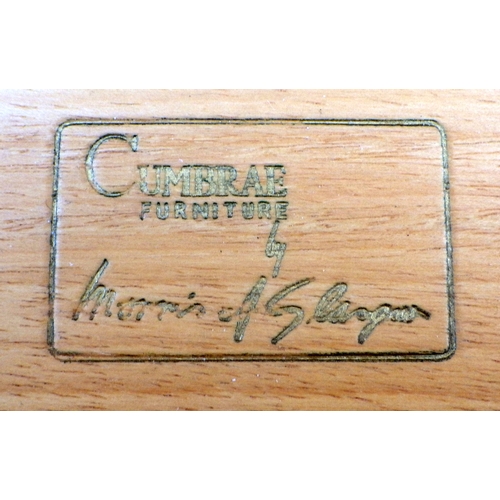 CUMBRAE
FURNITURE
by
Morris of Glasgow